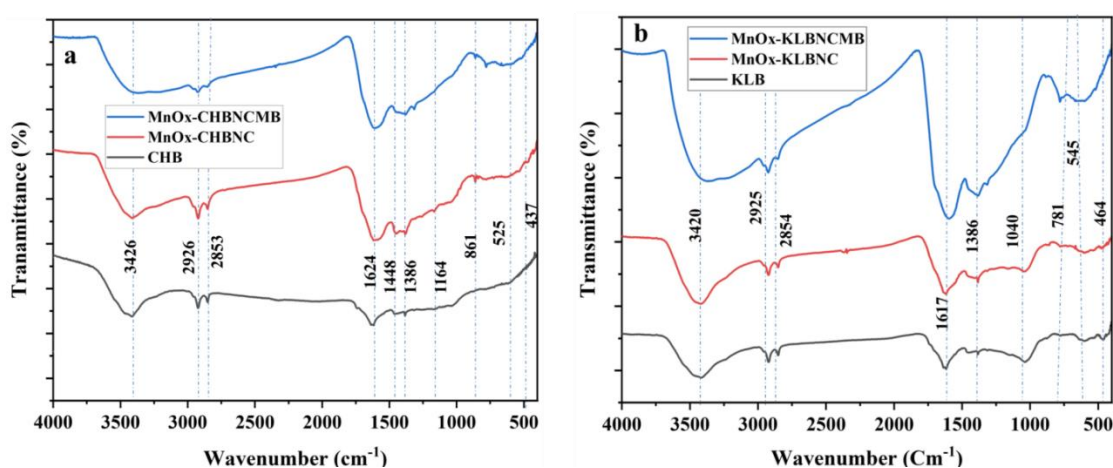 a
MnOx-CHBNCMB
MnOx-CHBNC
CHB
Tranamittance (%)
3426
2926
2853
1624
1448
1386
1164
861
525
437
4000 3500 3000 2500 2000 1500 1000 500
Wavenumber (cm-1)
b
MnOx-KLBNCMB
MnOx-KLBNC
KLB
Transmittance (%)
3420
2925
2854
1617
1386
1040
781
545
464
4000 3500 3000 2500 2000 1500 1000 500
Wavenumber (Cm-1)